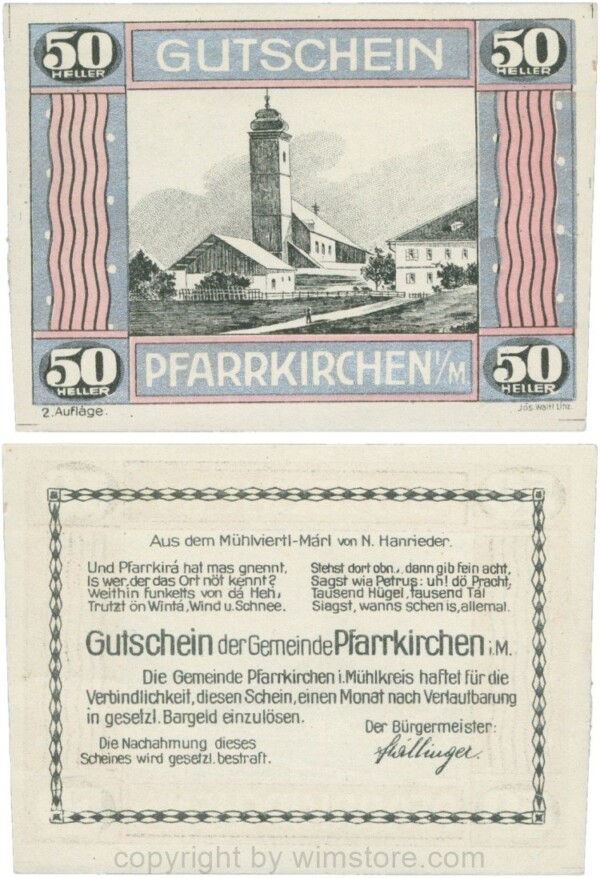 50 HELLER
GUTSCHEIN
50 HELLER
50 HELLER
PFARRKIRCHEN i/M.
50 HELLER
2. Auflage.
Jos. Waitl Linz.
Aus dem Mühlviertl-Márl von N. Hanrieder.
Und Pfarrkirá hat mas gnennt,
Is wer, der das Ort nöt kennt?
Weithin funkelts von dá Heh,
Trutzt ön Wintá, Wind u. Schnee.
Stehst dort obn, dann gib fein acht,
Sagst wia Petrus: uh! dö Pracht,
Tausend Hügel, tausend Tál
Siagst, wanns schen is, allemal.
Gutschein der Gemeinde Pfarrkirchen i.M.
Die Gemeinde Pfarrkirchen i. Mühlkreis haftet für die
Verbindlichkeit, diesen Schein, einen Monat nach Verlautbarung
in gesetzl. Bargeld einzulösen.
Der Bürgermeister:
Die Nachahmung dieses
Scheines wird gesetzl. bestraft.
copyright by wimstore.com